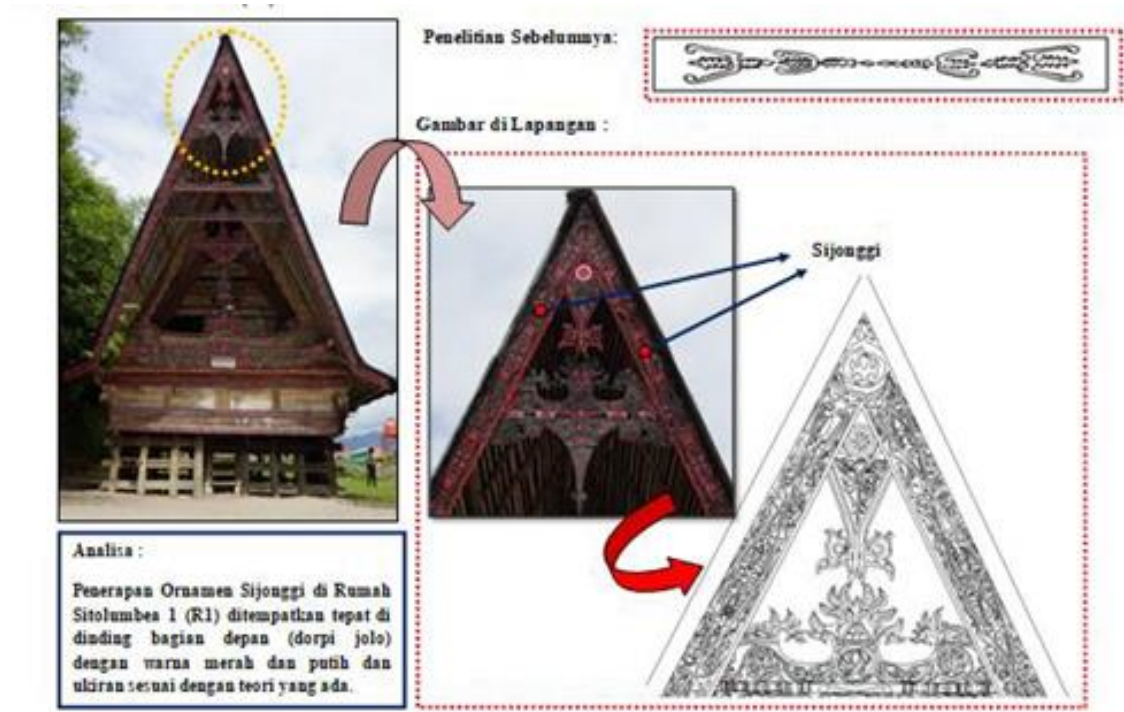 Penelitian Sebelumnya:
Gambar di Lapangan :
Sijonggi
Analisa :
Penerapan Ornamen Sijonggi di Rumah
Sitolumbea 1 (R1) ditempatkan tepat di
dinding bagian depan (dorpi jolo)
dengan warna merah dan putih dan
ukiran sesuai dengan teori yang ada.